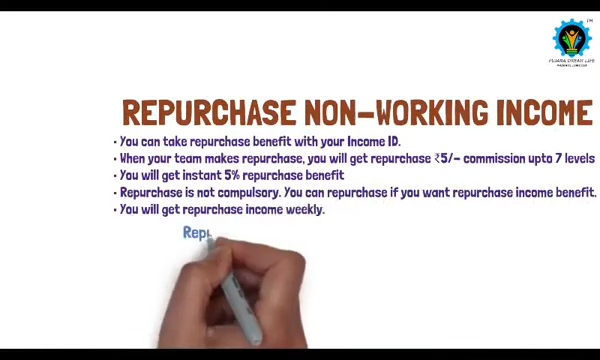 TM
REPURCHASE NON-WORKING INCOME
• You can take repurchase benefit with your Income ID.
• When your team makes repurchase, you will get repurchase ₹5/- commission upto 7 levels
• You will get instant 5% repurchase benefit
• Repurchase is not compulsory. You can repurchase if you want repurchase income benefit.
• You will get repurchase income weekly.
Rep